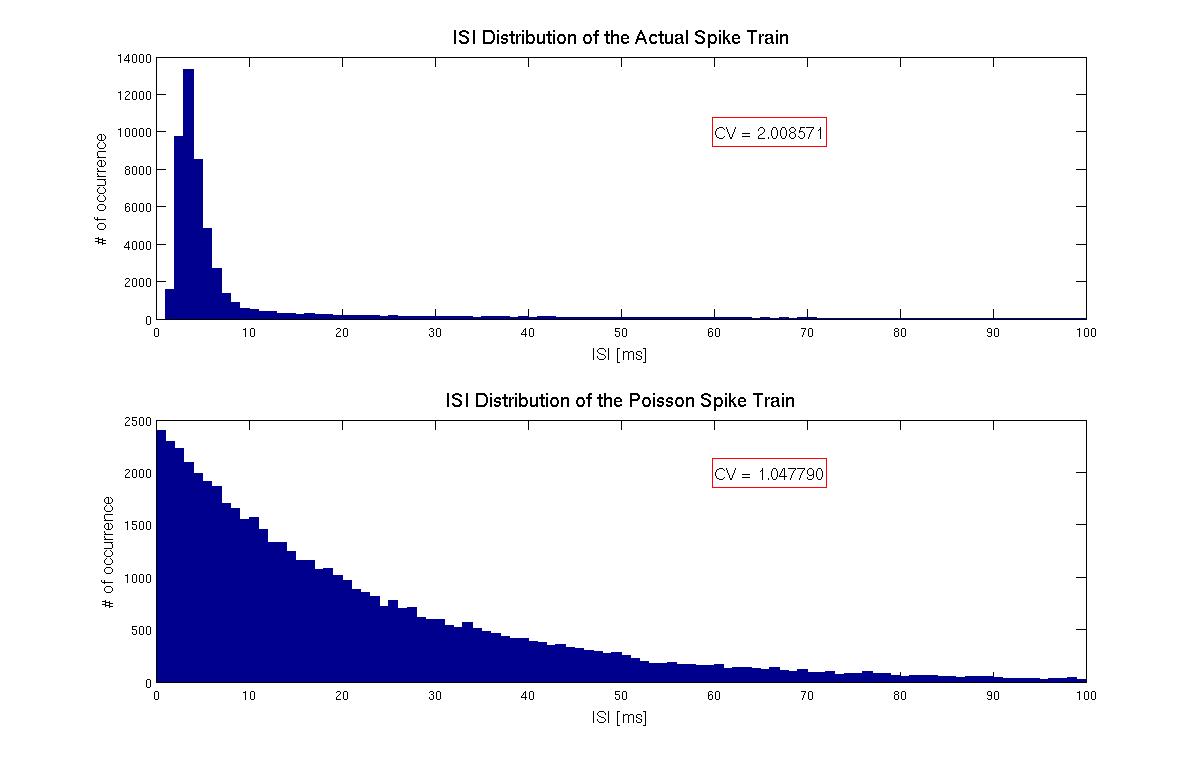 ISI Distribution of the Actual Spike Train
14000
12000
10000
8000
6000
4000
2000
0
# of occurrence
CV = 2.008571
0 10 20 30 40 50 60 70 80 90 100
ISI [ms]
ISI Distribution of the Poisson Spike Train
2500
2000
1500
1000
500
0
# of occurrence
CV = 1.047790
0 10 20 30 40 50 60 70 80 90 100
ISI [ms]